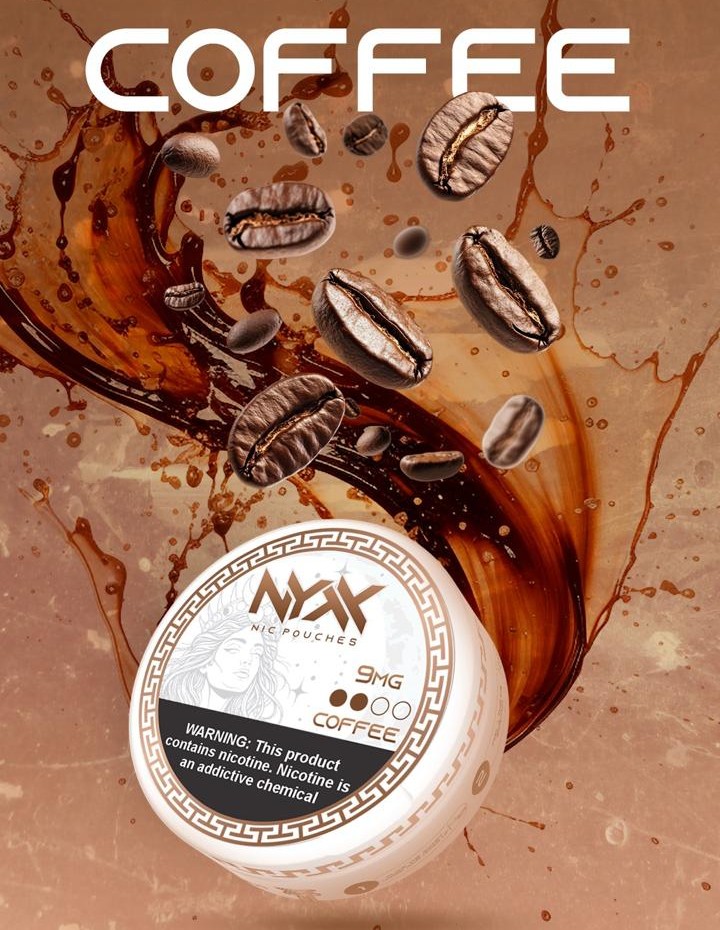 COFFEE
NYX
NIC POUCHES
9MG
COFFEE
WARNING: This product
contains nicotine. Nicotine is
an addictive chemical